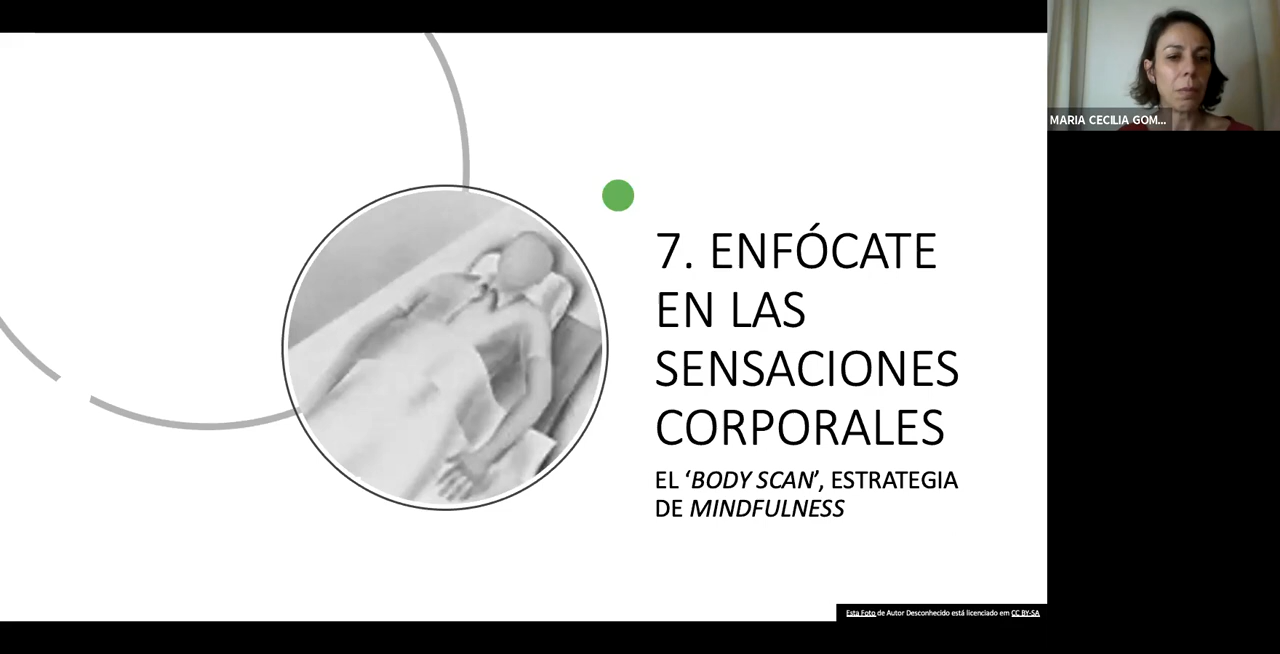 MARIA CECILIA GOM...
7. ENFÓCATE
EN LAS
SENSACIONES
CORPORALES
EL ‘BODY SCAN’, ESTRATEGIA
DE MINDFULNESS
Esta Foto de Autor Desconhecido está licenciado em CC BY-SA